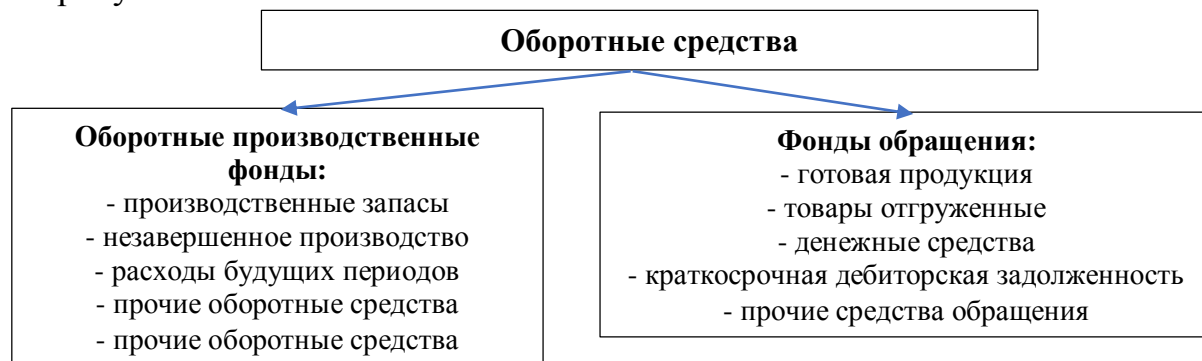 Оборотные средства
Оборотные производственные
фонды:
- производственные запасы
- незавершенное производство
- расходы будущих периодов
- прочие оборотные средства
- прочие оборотные средства
Фонды обращения:
- готовая продукция
- товары отгруженные
- денежные средства
- краткосрочная дебиторская задолженность
- прочие средства обращения